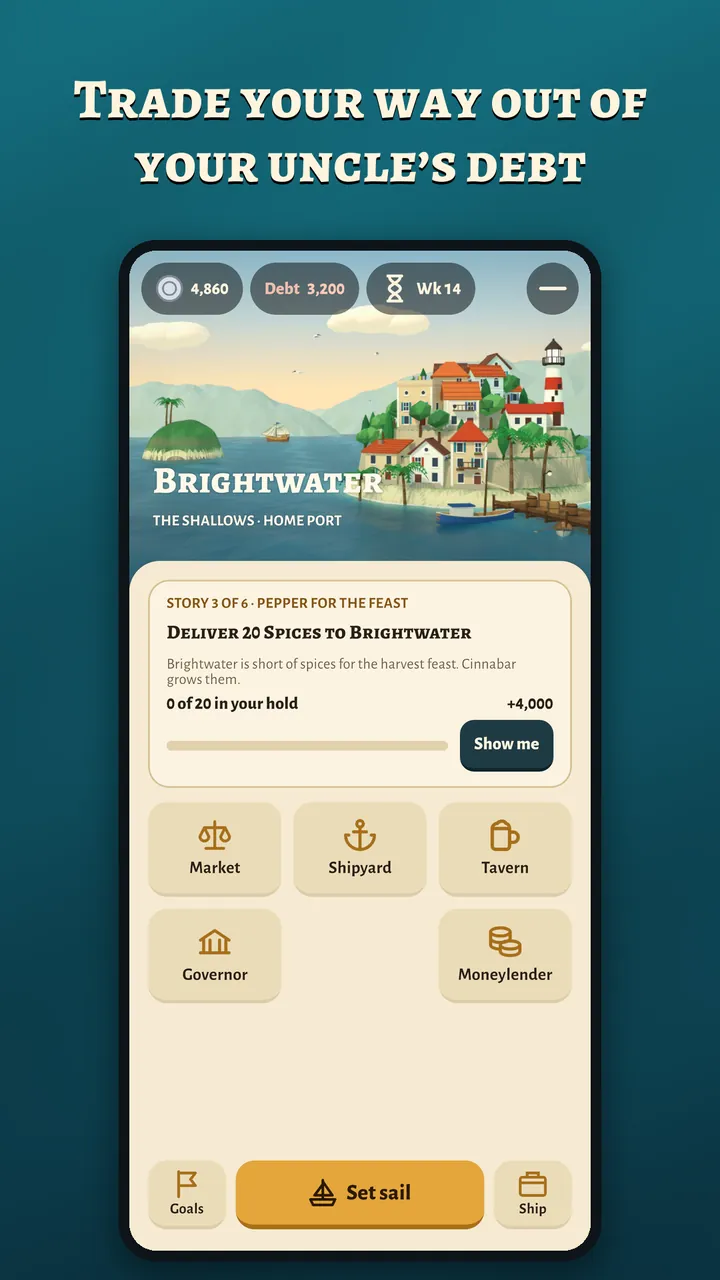 Trade your way out of
your uncle’s debt
4,860
Debt 3,200
Wk 14
Brightwater
THE SHALLOWS · HOME PORT
STORY 3 OF 6 · PEPPER FOR THE FEAST
Deliver 20 Spices to Brightwater
Brightwater is short of spices for the harvest feast. Cinnabar
grows them.
0 of 20 in your hold +4,000
Show me
Market Shipyard Tavern
Governor Moneylender
Goals Set sail Ship